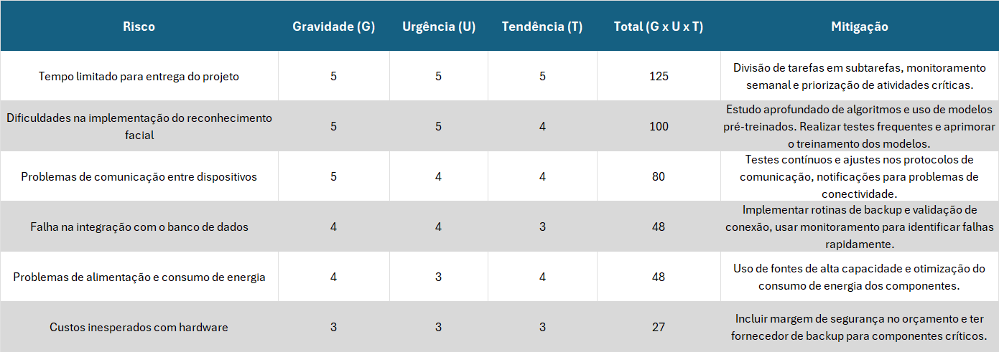 Risco Gravidade (G) Urgência (U) Tendência (T) Total (G x U x T) Mitigação
Tempo limitado para entrega do projeto 5 5 5 125 Divisão de tarefas em subtarefas, monitoramento
semanal e priorização de atividades críticas.
Dificuldades na implementação do reconhecimento
facial 5 5 4 100 Estudo aprofundado de algoritmos e uso de modelos
pré-treinados. Realizar testes frequentes e aprimorar
o treinamento dos modelos.
Problemas de comunicação entre dispositivos 5 4 4 80 Testes contínuos e ajustes nos protocolos de
comunicação, notificações para problemas de
conectividade.
Falha na integração com o banco de dados 4 4 3 48 Implementar rotinas de backup e validação de
conexão, usar monitoramento para identificar falhas
rapidamente.
Problemas de alimentação e consumo de energia 4 3 4 48 Uso de fontes de alta capacidade e otimização do
consumo de energia dos componentes.
Custos inesperados com hardware 3 3 3 27 Incluir margem de segurança no orçamento e ter
fornecedor de backup para componentes críticos.